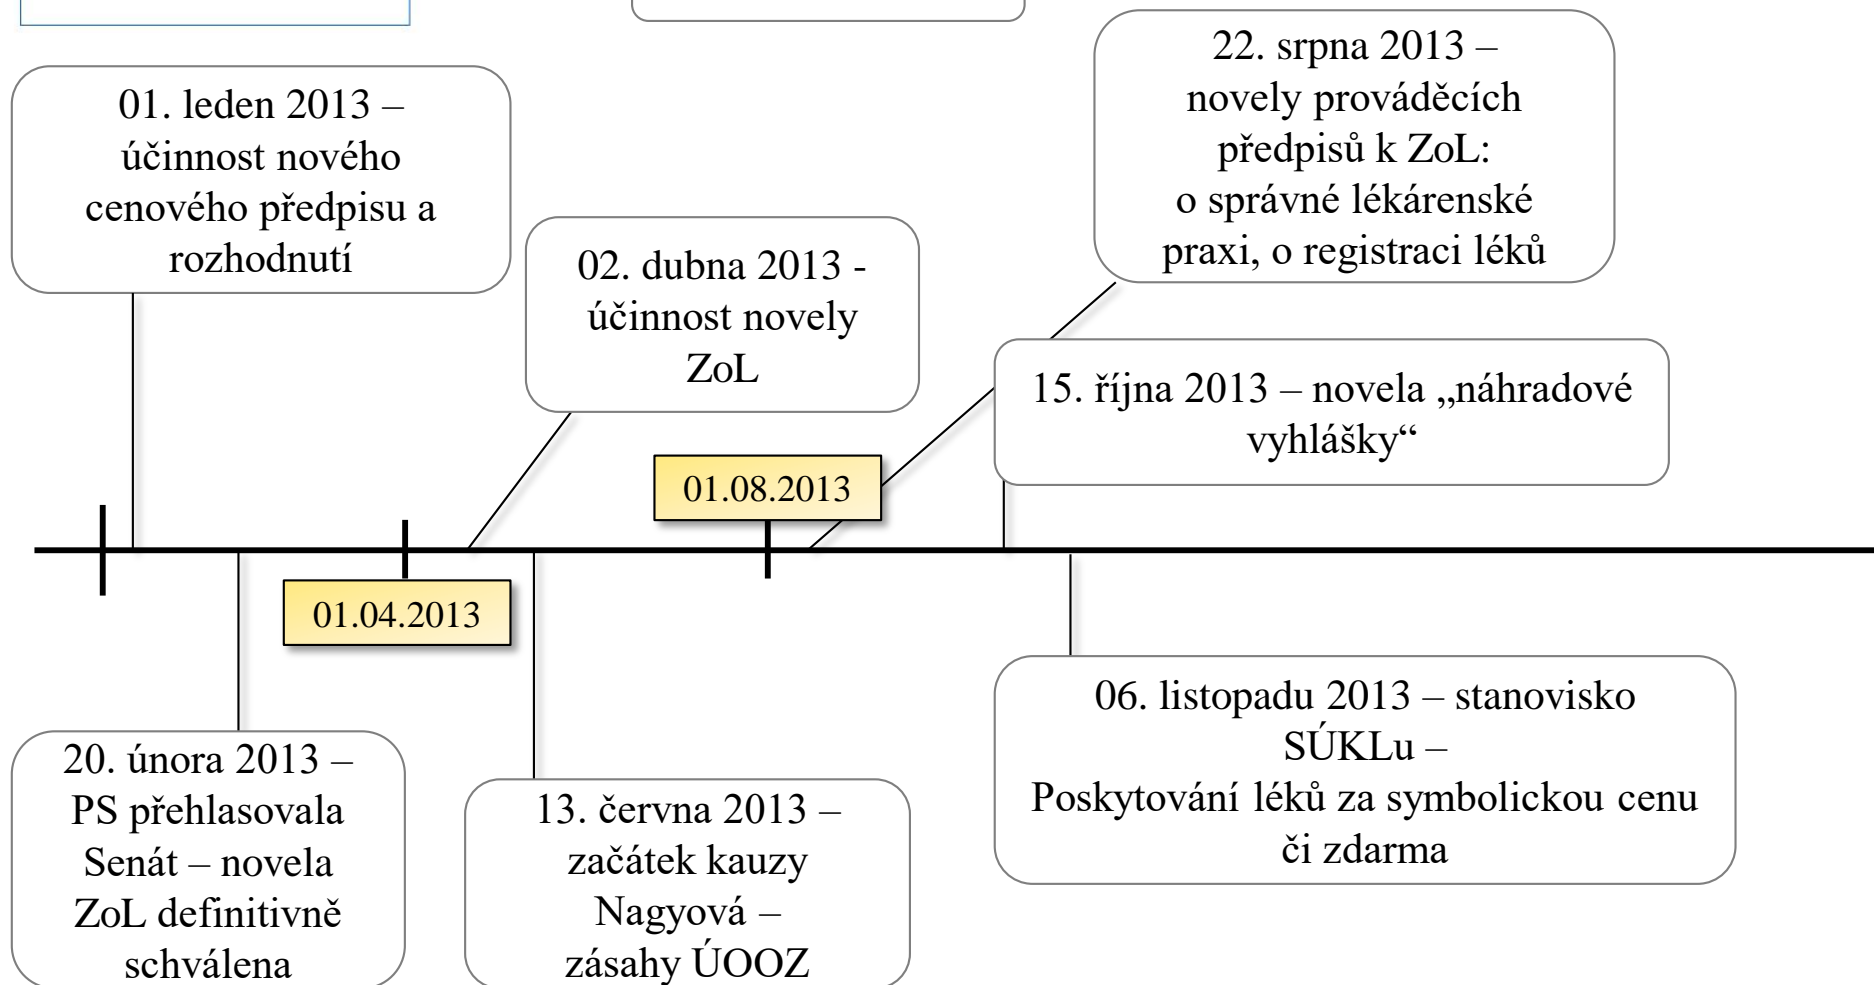 22. srpna 2013 –
novely prováděcích
předpisů k ZoL:
o správné lékárenské
praxi, o registraci léků
01. leden 2013 –
účinnost nového
cenového předpisu a
rozhodnutí
02. dubna 2013 -
účinnost novely
ZoL
15. října 2013 – novela „náhradové
vyhlášky“
01.08.2013
01.04.2013
06. listopadu 2013 – stanovisko
SÚKLu –
Poskytování léků za symbolickou cenu
či zdarma
20. února 2013 –
PS přehlasovala
Senát – novela
ZoL definitivně
schválena
13. června 2013 –
začátek kauzy
Nagyová –
zásahy ÚOOZ